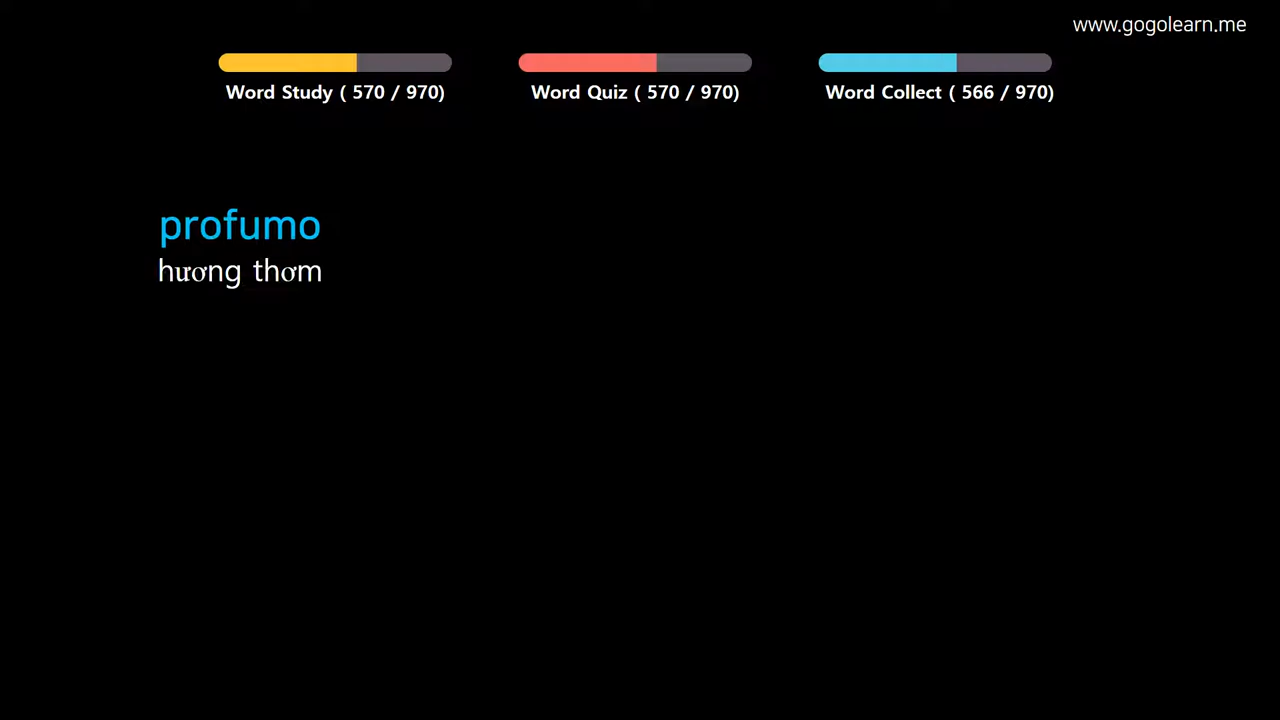 www.gogolearn.me
Word Study ( 570 / 970)
Word Quiz ( 570 / 970)
Word Collect ( 566 / 970)
profumo
hương thơm